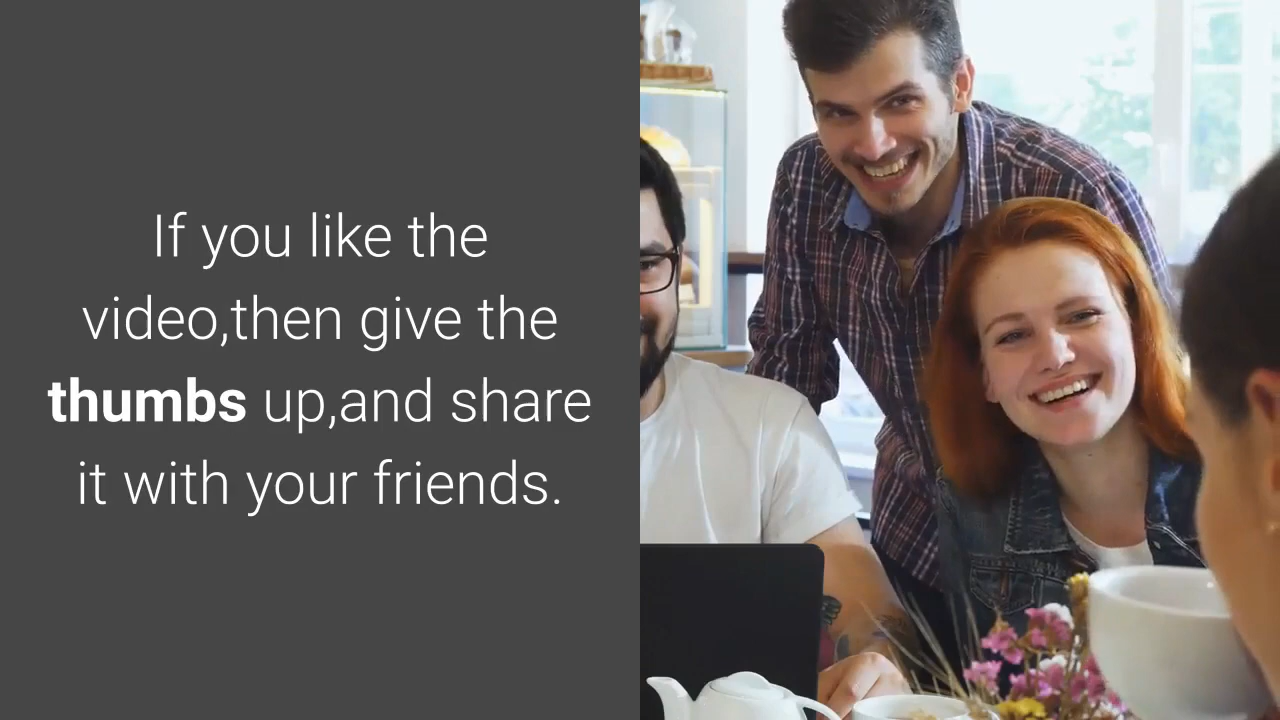 If you like the
video,then give the
thumbs up,and share
it with your friends.